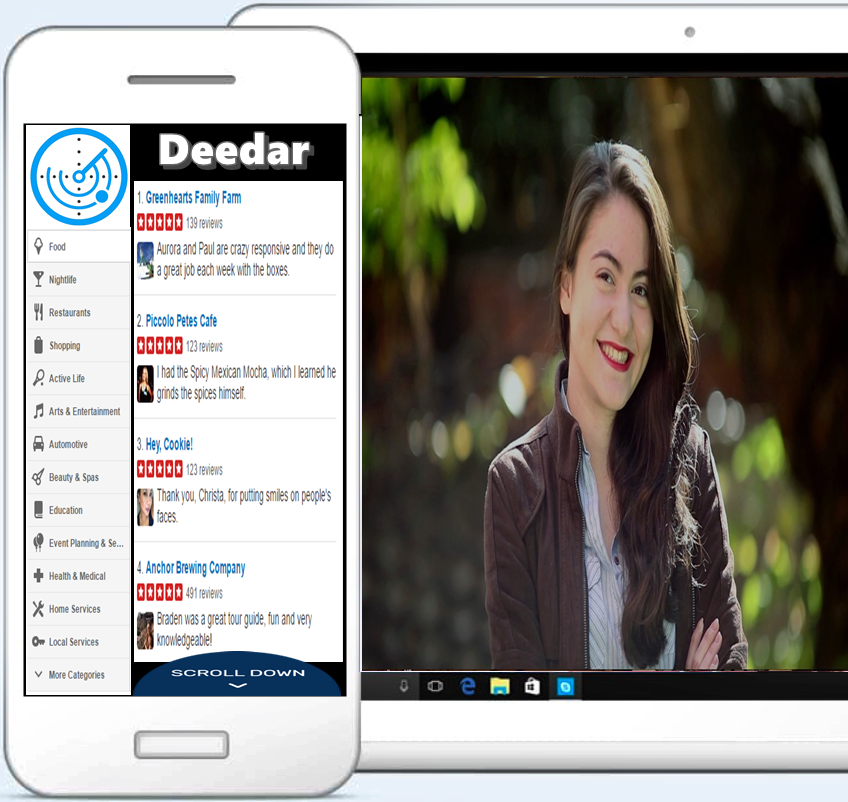 Deedar
Food
Nightlife
Restaurants
Shopping
Active Life
Arts & Entertainment
Automotive
Beauty & Spas
Education
Event Planning & Se...
Health & Medical
Home Services
Local Services
More Categories
1. Greenhearts Family Farm
139 reviews
Aurora and Paul are crazy responsive and they do
a great job each week with the boxes.
2. Piccolo Petes Cafe
123 reviews
I had the Spicy Mexican Mocha, which I learned he
grinds the spices himself.
3. Hey, Cookie!
123 reviews
Thank you, Christa, for putting smiles on people's
faces.
4. Anchor Brewing Company
491 reviews
Braden was a great tour guide, fun and very
knowledgeable!
SCROLL DOWN